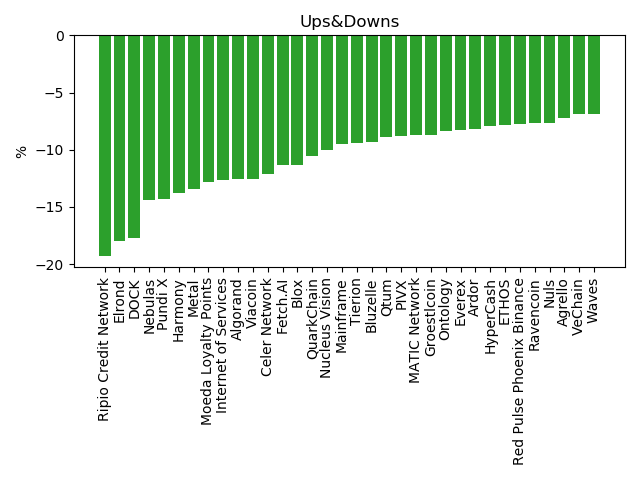 Ups&Downs
%
0
−5
−10
−15
−20
Ripio Credit Network
Elrond
DOCK
Nebulas
Pundi X
Harmony
Metal
Moeda Loyalty Points
Internet of Services
Algorand
Viacoin
Celer Network
Fetch.AI
Blox
QuarkChain
Nucleus Vision
Mainframe
Tierion
Bluzelle
Qtum
PIVX
MATIC Network
Groestlcoin
Ontology
Everex
Ardor
HyperCash
ETHOS
Red Pulse Phoenix Binance
Ravencoin
Nuls
Agrello
VeChain
Waves